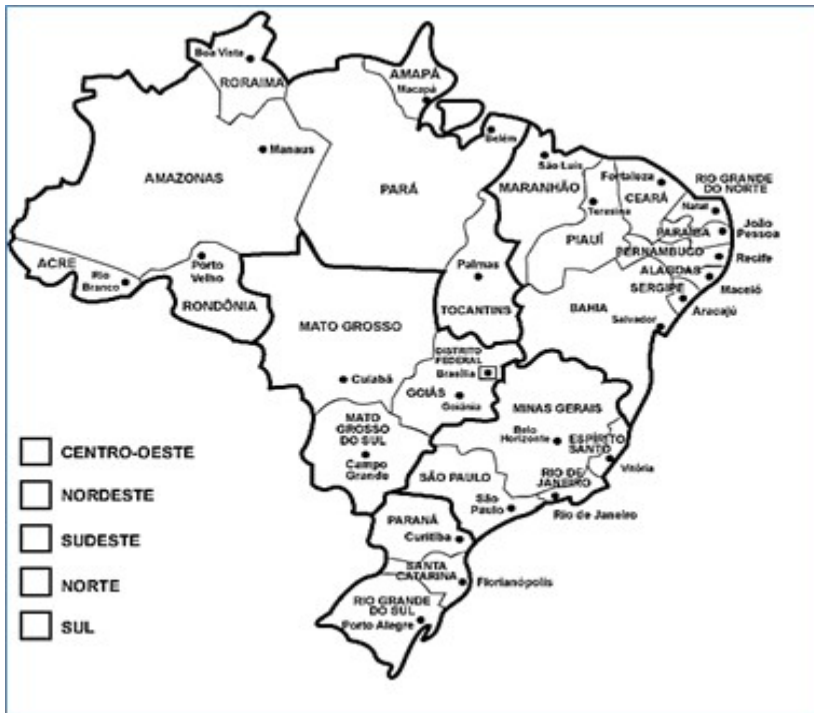 Boa Vista
RORAIMA
AMAPÁ
Macapá
Manaus
AMAZONAS
Belém
PARÁ
São Luís
MARANHÃO
Fortaleza
CEARÁ
RIO GRANDE
DO NORTE
Natal
Teresina
PIAUÍ
PARAÍBA
João
Pessoa
PERNAMBUCO
Recife
ALAGOAS
Maceió
SERGIPE
Aracajú
ACRE
Rio
Branco
Porto
Velho
RONDÔNIA
Palmas
TOCANTINS
BAHIA
Salvador
MATO GROSSO
Cuiabá
DISTRITO
FEDERAL
Brasília
GOIÁS
Goiânia
MINAS GERAIS
Belo
Horizonte
ESPÍRITO
SANTO
Vitória
MATO
GROSSO
DO SUL
Campo
Grande
SÃO PAULO
São
Paulo
RIO DE
JANEIRO
Rio de Janeiro
PARANÁ
Curitiba
SANTA
CATARINA
Florianópolis
RIO GRANDE
DO SUL
Porto Alegre
CENTRO-OESTE
NORDESTE
SUDESTE
NORTE
SUL